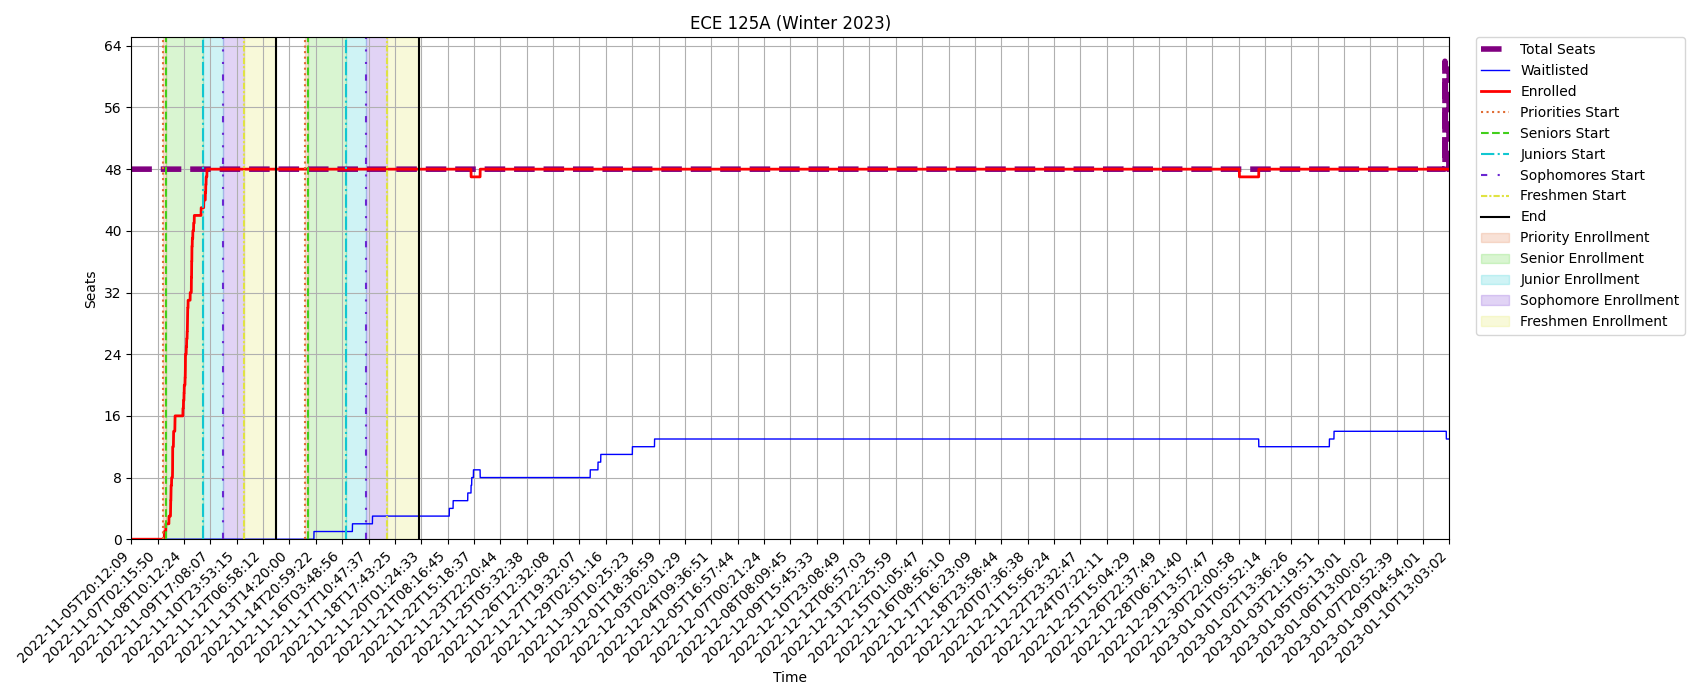 ECE 125A (Winter 2023)
Seats
64
56
48
40
32
24
16
8
0
2022-11-05T20:12:09
2022-11-07T02:15:50
2022-11-08T10:12:24
2022-11-09T17:08:07
2022-11-10T23:53:15
2022-11-12T06:58:12
2022-11-13T14:20:00
2022-11-14T20:59:22
2022-11-16T03:48:56
2022-11-17T10:47:37
2022-11-18T17:43:25
2022-11-20T01:24:33
2022-11-21T08:16:45
2022-11-22T15:18:37
2022-11-23T22:20:44
2022-11-25T05:32:38
2022-11-26T12:32:08
2022-11-27T19:32:07
2022-11-29T02:51:16
2022-11-30T10:25:23
2022-12-01T18:36:59
2022-12-03T02:01:29
2022-12-04T09:36:51
2022-12-05T16:57:44
2022-12-07T00:21:24
2022-12-08T08:09:45
2022-12-09T15:45:33
2022-12-10T23:08:49
2022-12-12T06:57:03
2022-12-13T22:25:59
2022-12-15T01:05:47
2022-12-16T08:56:10
2022-12-17T16:23:09
2022-12-18T23:58:44
2022-12-20T07:36:38
2022-12-21T15:56:24
2022-12-22T23:32:47
2022-12-24T07:22:11
2022-12-25T15:04:29
2022-12-26T22:37:49
2022-12-28T06:21:40
2022-12-29T13:57:47
2022-12-30T22:00:58
2023-01-01T05:52:14
2023-01-02T13:36:26
2023-01-03T21:19:51
2023-01-05T05:13:01
2023-01-06T13:00:02
2023-01-07T20:52:39
2023-01-09T04:54:01
2023-01-10T13:03:02
Time
Total Seats
Waitlisted
Enrolled
Priorities Start
Seniors Start
Juniors Start
Sophomores Start
Freshmen Start
End
Priority Enrollment
Senior Enrollment
Junior Enrollment
Sophomore Enrollment
Freshmen Enrollment